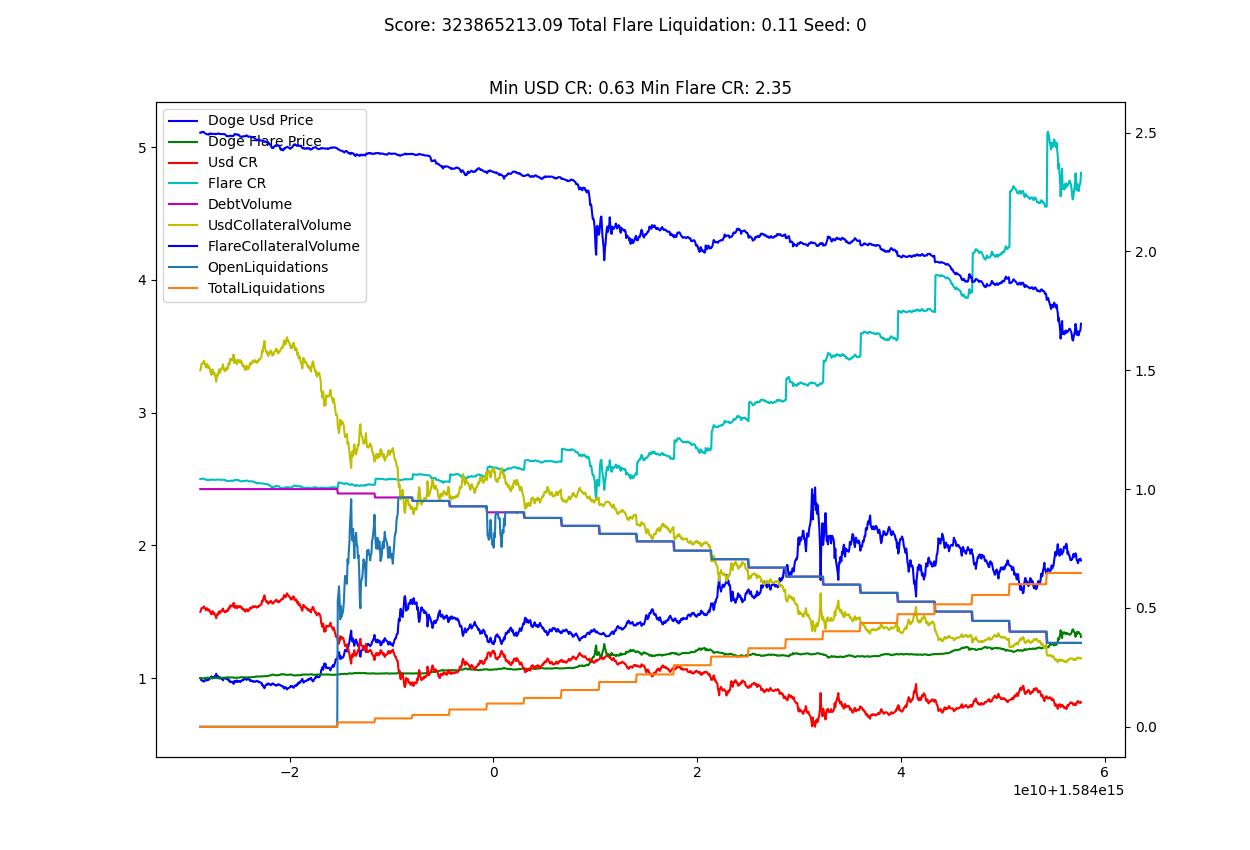 Score: 323865213.09 Total Flare Liquidation: 0.11 Seed: 0
Min USD CR: 0.63 Min Flare CR: 2.35
Doge Usd Price
Doge Flare Price
Usd CR
Flare CR
DebtVolume
UsdCollateralVolume
FlareCollateralVolume
OpenLiquidations
TotalLiquidations
5
4
3
2
1
2.5
2.0
1.5
1.0
0.5
0.0
−2
0
2
4
6
1e10+1.584e15